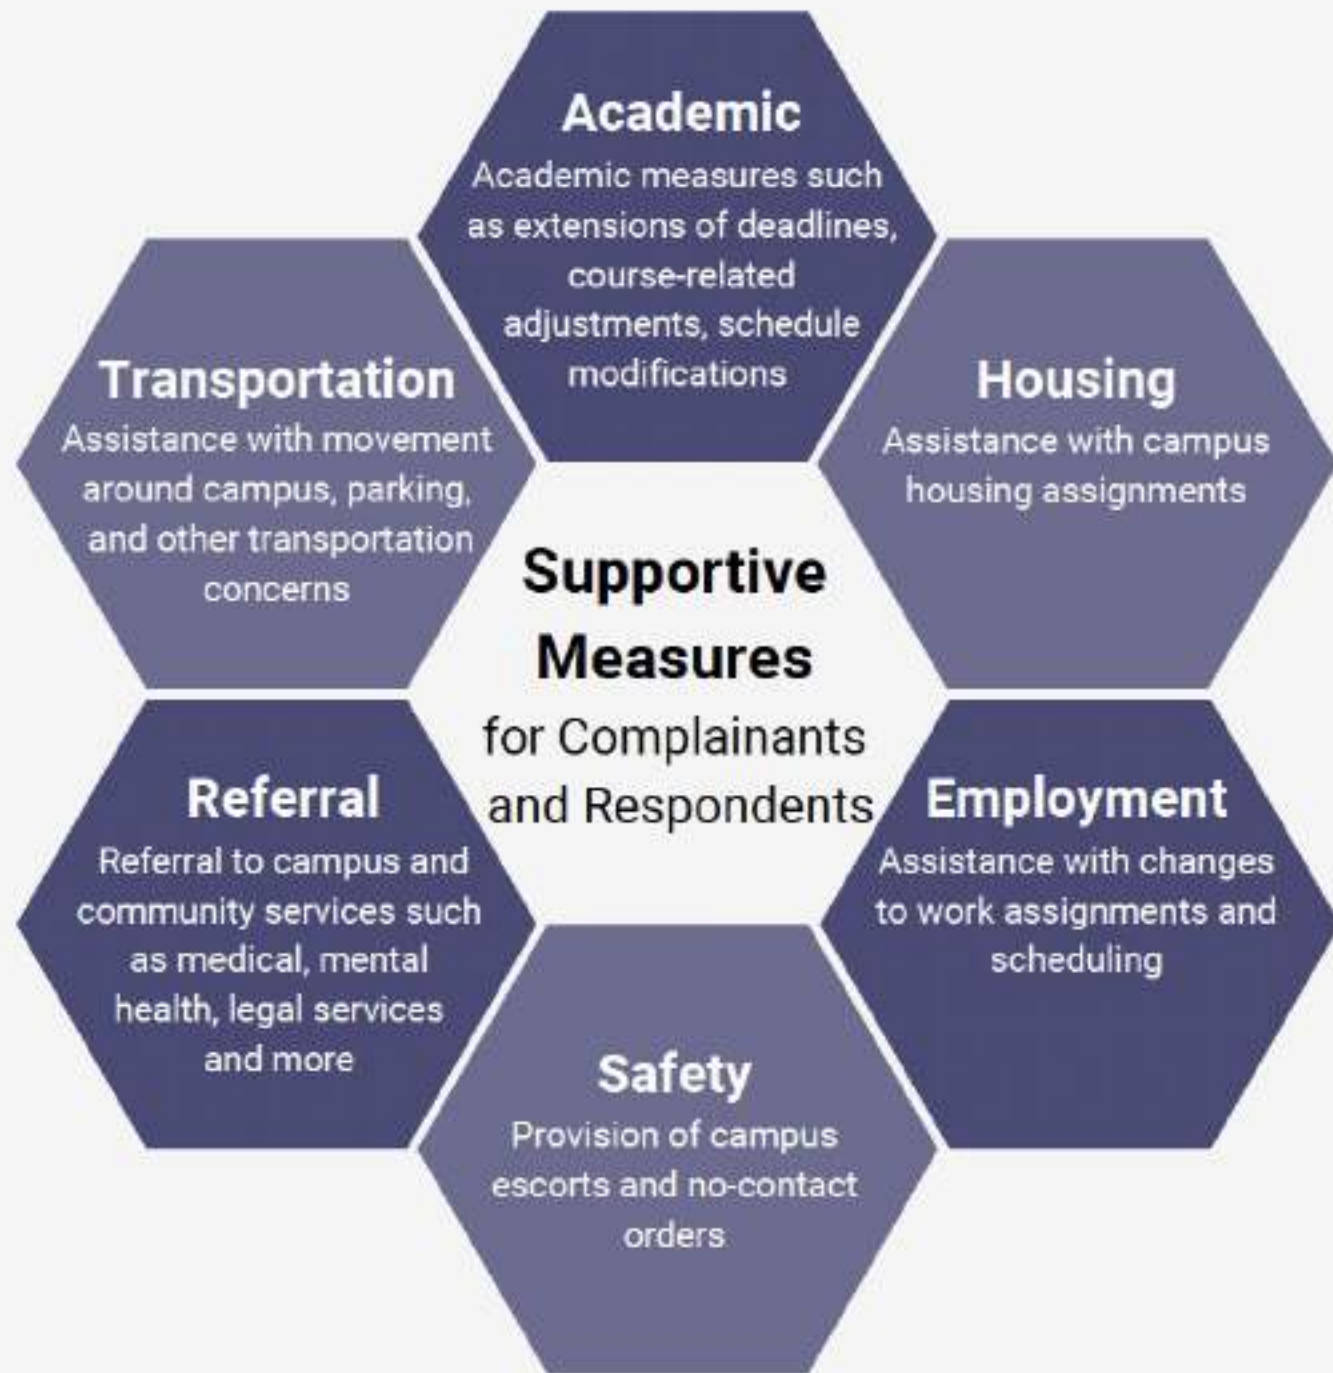 Academic
Academic measures such
as extensions of deadlines,
course-related
adjustments, schedule
modifications
Transportation
Assistance with movement
around campus, parking,
and other transportation
concerns
Housing
Assistance with campus
housing assignments
Supportive
Measures
for Complainants
and Respondents
Referral
Referral to campus and
community services such
as medical, mental
health, legal services
and more
Employment
Assistance with changes
to work assignments and
scheduling
Safety
Provision of campus
escorts and no-contact
orders